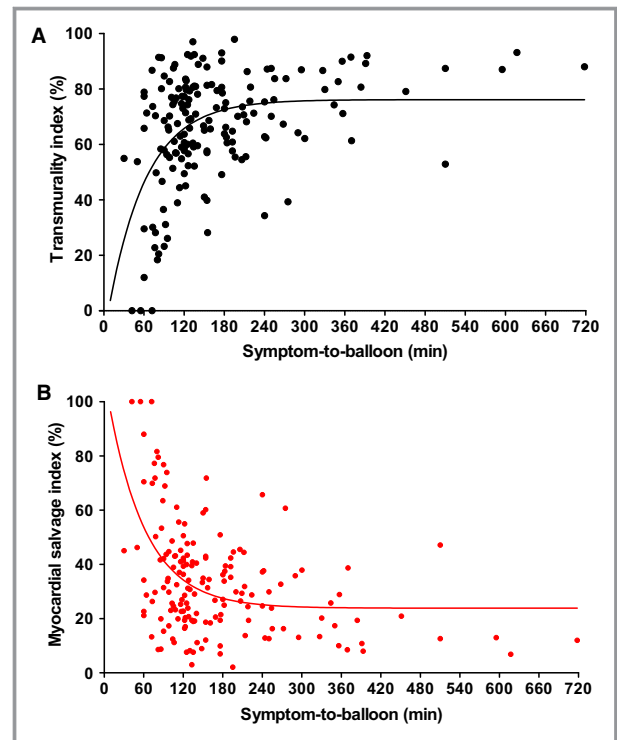 A
Transmurality index (%)
100
80
60
40
20
0
0 60 120 180 240 300 360 420 480 540 600 660 720
Symptom-to-balloon (min)
B
Myocardial salvage index (%)
100
80
60
40
20
0
0 60 120 180 240 300 360 420 480 540 600 660 720
Symptom-to-balloon (min)